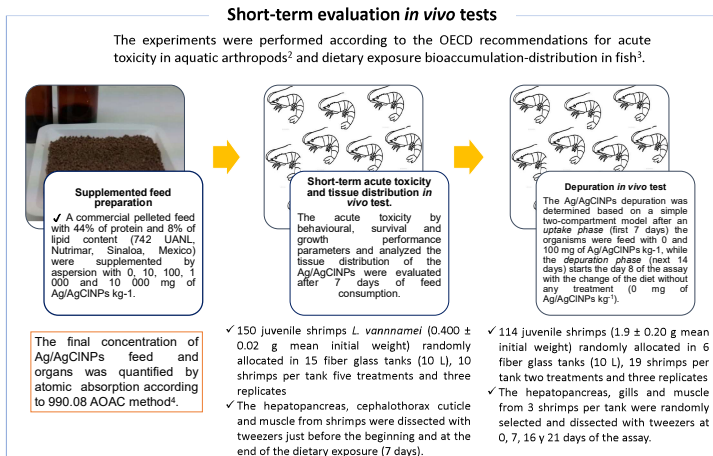 Short-term evaluation in vivo tests
The experiments were performed according to the OECD recommendations for acute
toxicity in aquatic arthropods² and dietary exposure bioaccumulation-distribution in fish³.
Supplemented feed
preparation
✓ A commercial pelleted feed
with 44% of protein and 8% of
lipid content (742 UANL,
Nutrimar, Sinaloa, Mexico)
were supplemented by
aspersion with 0, 10, 100, 1
000 and 10 000 mg of
Ag/AgClNPs kg-1.
The final concentration of
Ag/AgClNPs feed and
organs was quantified by
atomic absorption according
to 990.08 AOAC method⁴.
Short-term acute toxicity
and tissue distribution in
vivo test.
The acute toxicity by
behavioural, survival and
growth performance
parameters and analyzed the
tissue distribution of the
Ag/AgClNPs were evaluated
after 7 days of feed
consumption.
✓ 150 juvenile shrimps L. vannnamei (0.400 ±
0.02 g mean initial weight) randomly
allocated in 15 fiber glass tanks (10 L), 10
shrimps per tank five treatments and three
replicates
✓ The hepatopancreas, cephalothorax cuticle
and muscle from shrimps were dissected with
tweezers just before the beginning and at the
end of the dietary exposure (7 days).
Depuration in vivo test
The Ag/AgClNPs depuration was
determined based on a simple
two-compartment model after an
uptake phase (first 7 days) the
organisms were feed with 0 and
100 mg of Ag/AgClNPs kg-1, while
the depuration phase (next 14
days) starts the day 8 of the assay
with the change of the diet without
any treatment (0 mg of
Ag/AgClNPs kg⁻¹).
✓ 114 juvenile shrimps (1.9 ± 0.20 g mean
initial weight) randomly allocated in 6
fiber glass tanks (10 L), 19 shrimps per
tank two treatments and three replicates
✓ The hepatopancreas, gills and muscle
from 3 shrimps per tank were randomly
selected and dissected with tweezers at
0, 7, 16 y 21 days of the assay.